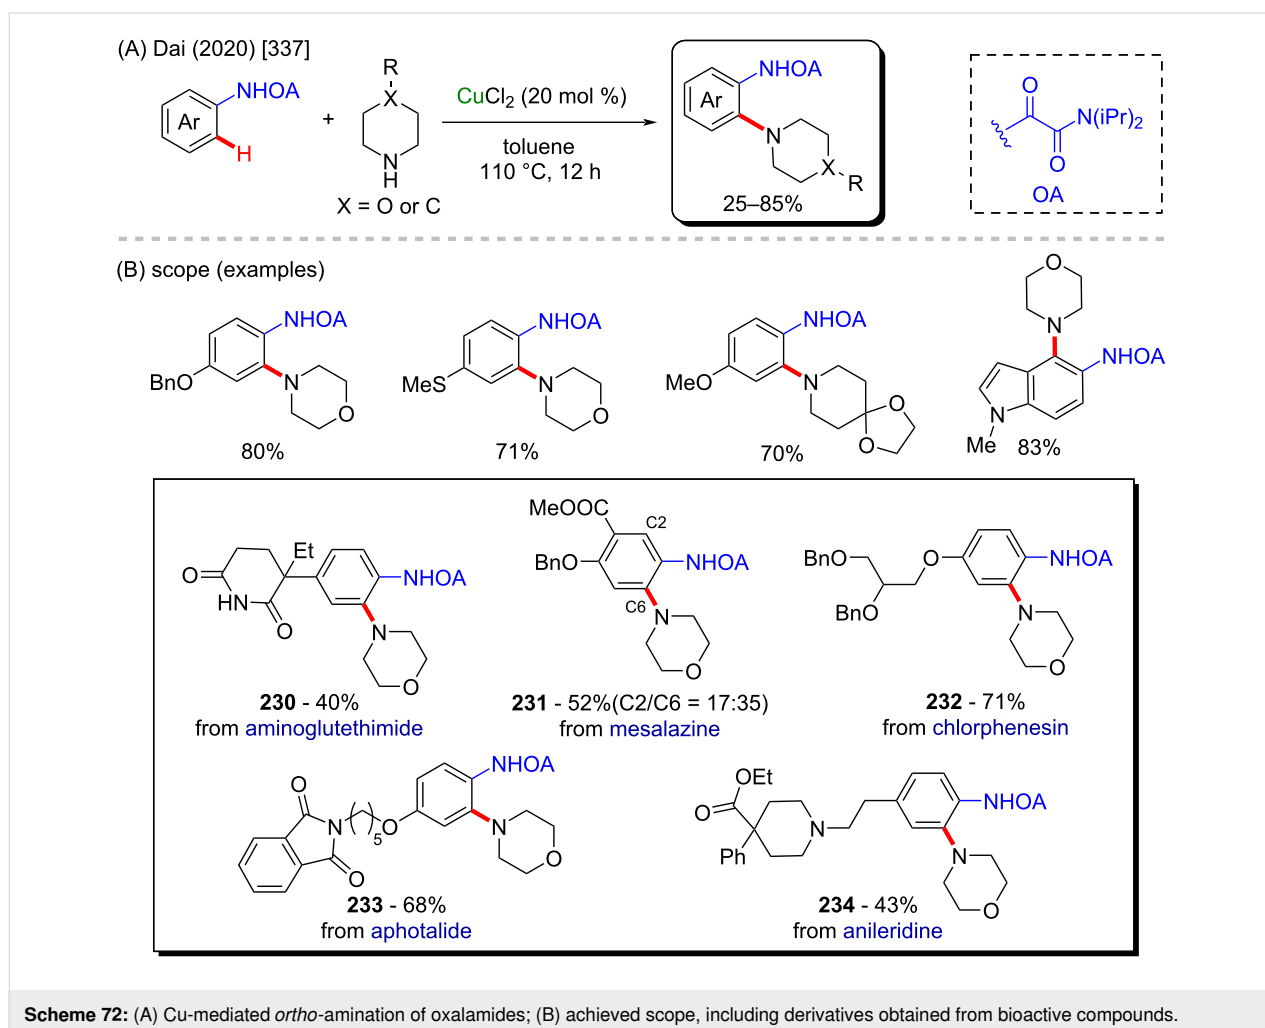 (A) Dai (2020) [337]
NHOA
Ar
H
+
R
X
N
H
X = O or C
CuCl2 (20 mol %)
toluene
110 °C, 12 h
NHOA
Ar
N
X
R
25–85%
O
N(iPr)2
O
OA
(B) scope (examples)
NHOA
BnO
N
O
80%
NHOA
MeS
N
O
71%
NHOA
MeO
N
O
O
70%
O
N
NHOA
N
Me
83%
Et
O
NH
O
NHOA
N
O
230 - 40%
from aminoglutethimide
MeOOC
C2
BnO
NHOA
C6
N
O
231 - 52%(C2/C6 = 17:35)
from mesalazine
BnO
O
BnO
NHOA
N
O
232 - 71%
from chlorphenesin
O
N
O
5
O
NHOA
N
O
233 - 68%
from aphotalide
OEt
O
Ph
N
NHOA
N
O
234 - 43%
from anileridine
Scheme 72: (A) Cu-mediated ortho-amination of oxalamides; (B) achieved scope, including derivatives obtained from bioactive compounds.